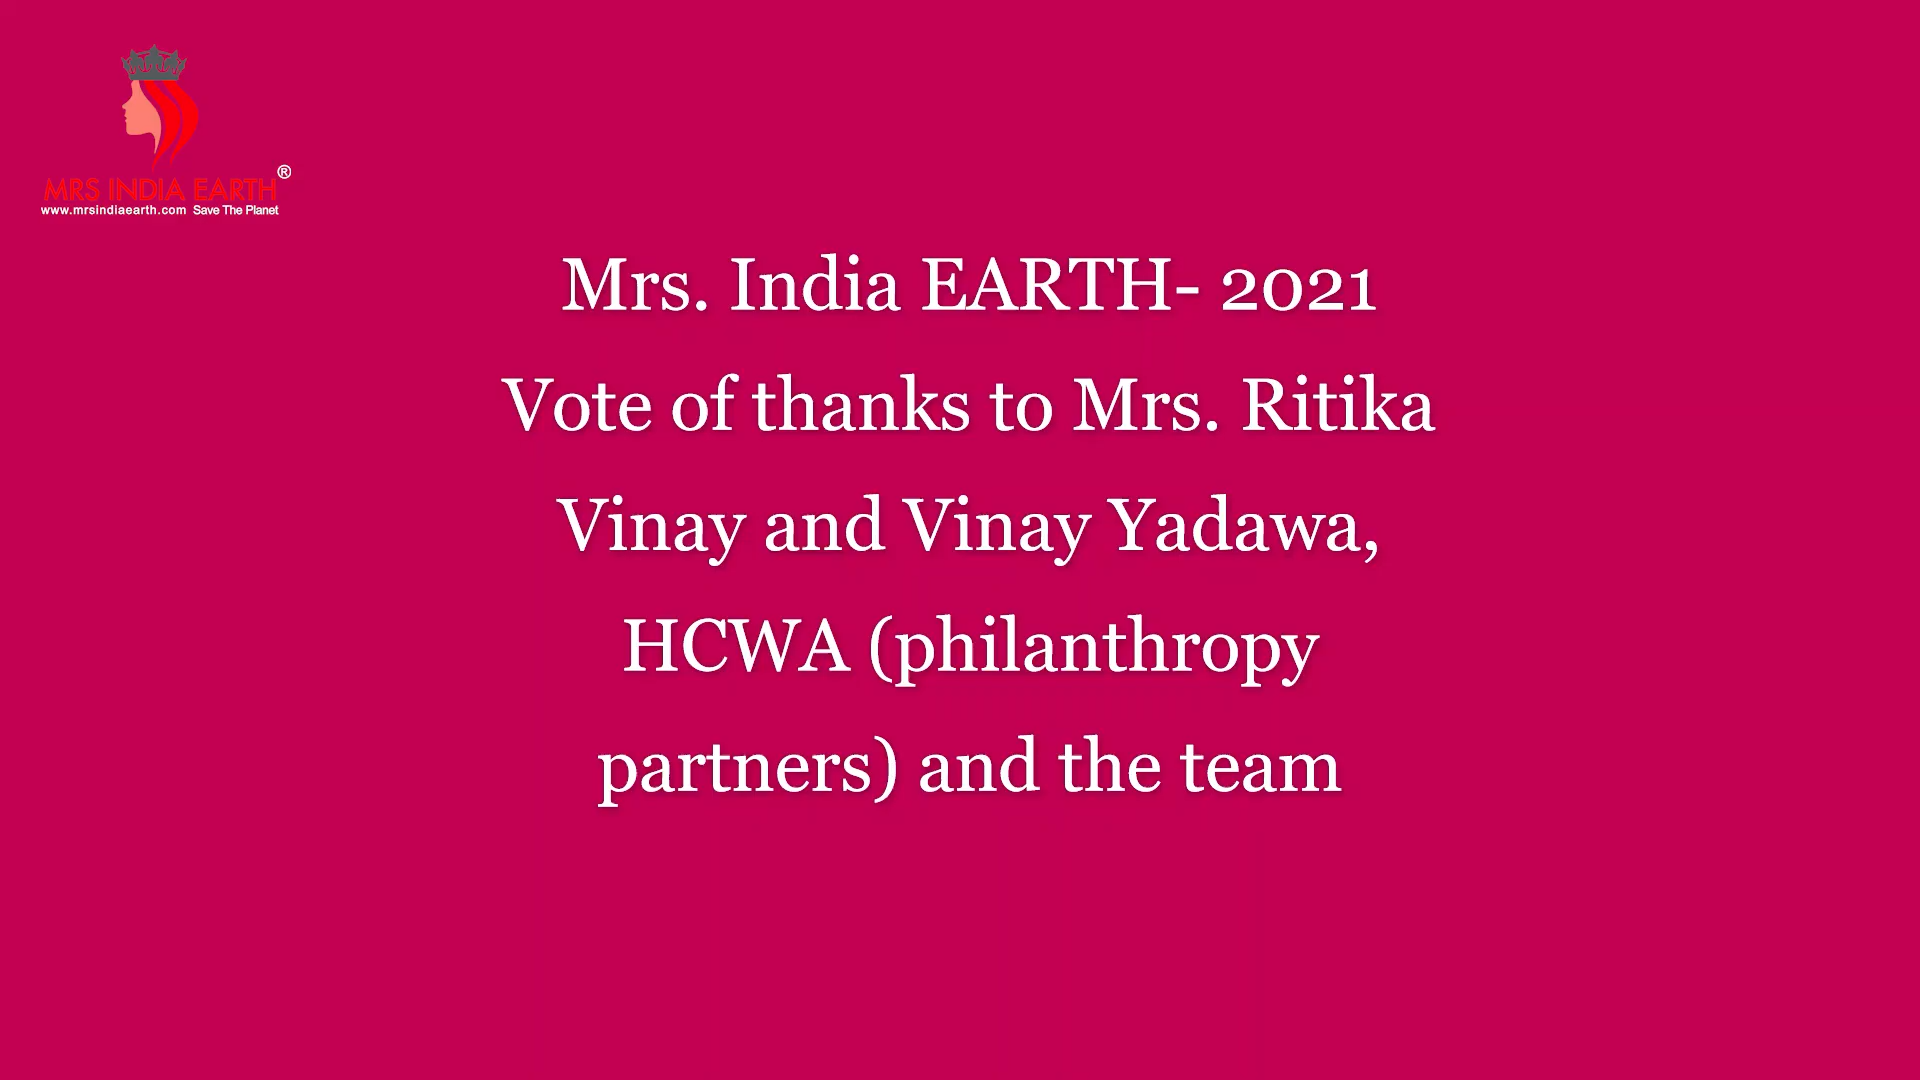 MRS INDIA EARTH®
www.mrsindiaearth.com Save The Planet
Mrs. India EARTH- 2021
Vote of thanks to Mrs. Ritika
Vinay and Vinay Yadawa,
HCWA (philanthropy
partners) and the team